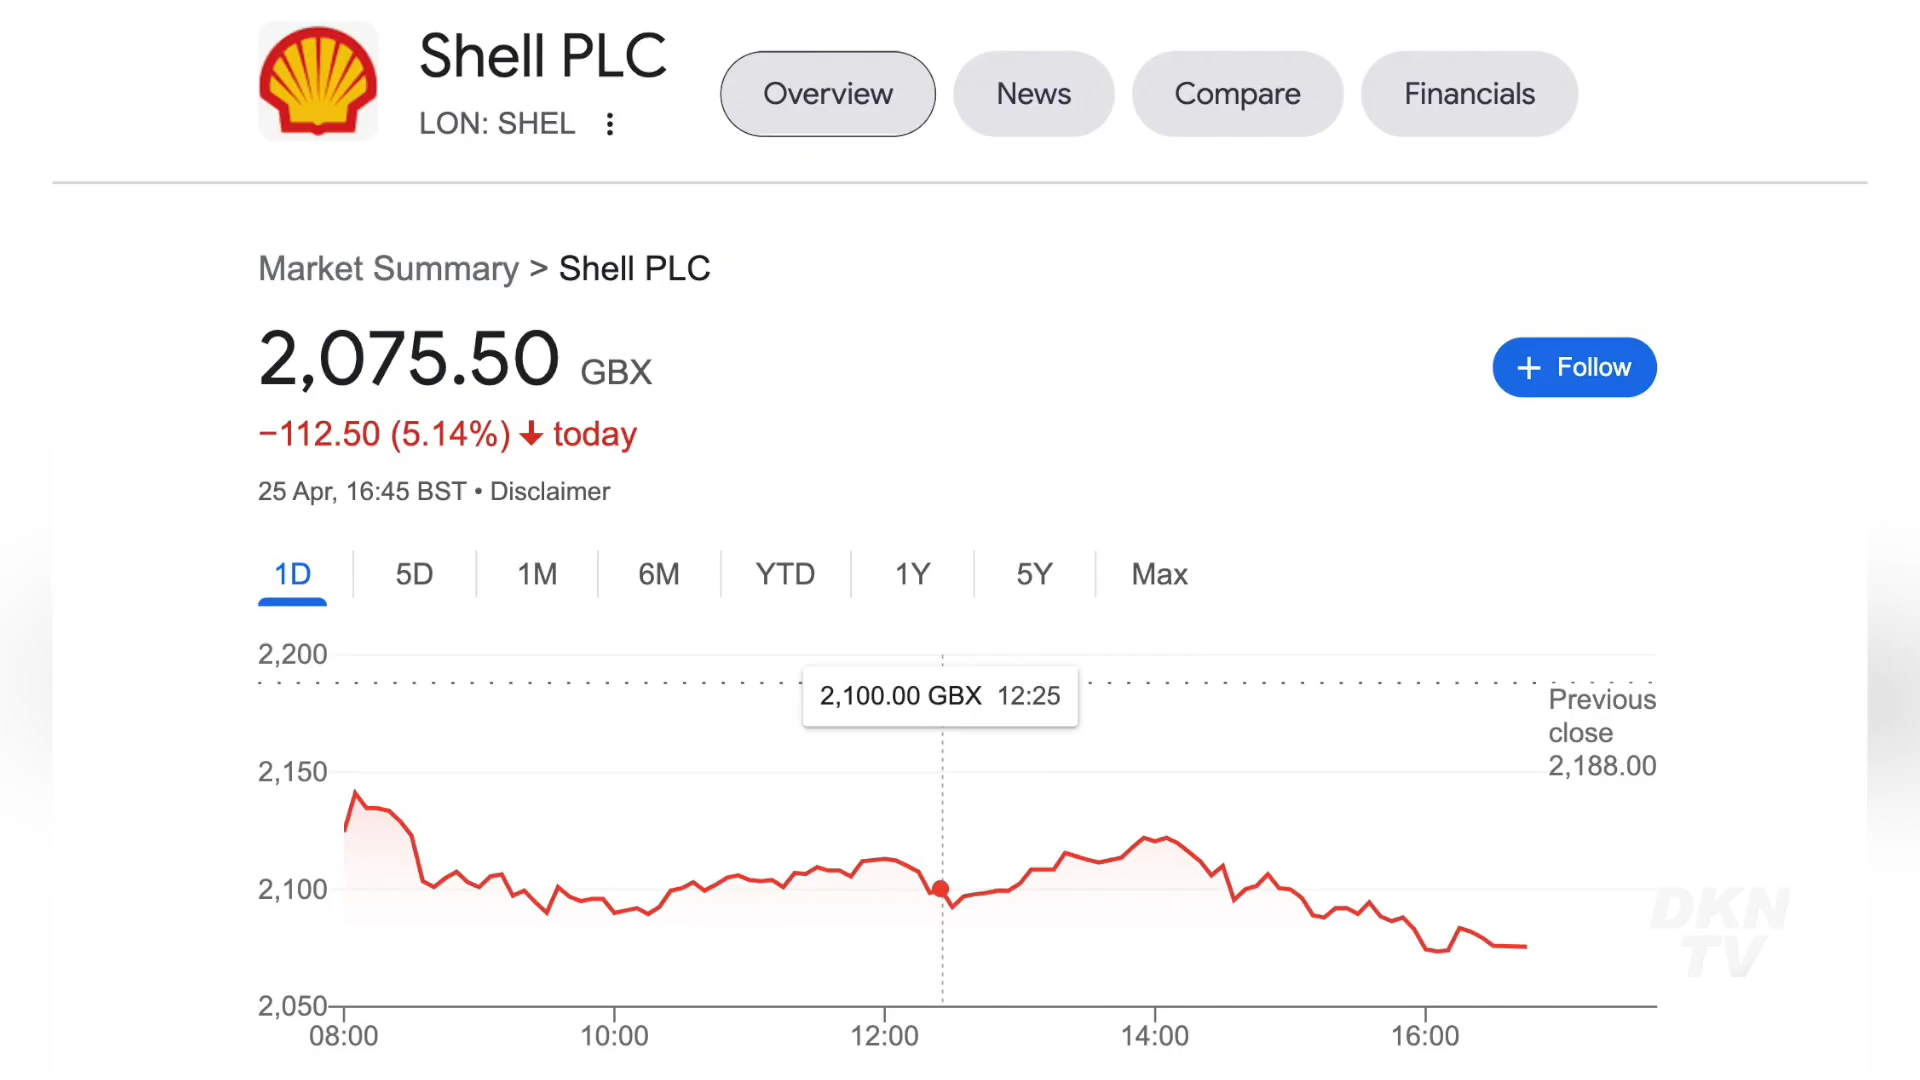 Shell PLC
LON: SHEL
Overview
News
Compare
Financials
Market Summary > Shell PLC
2,075.50 GBX
+ Follow
−112.50 (5.14%) ↓ today
25 Apr, 16:45 BST • Disclaimer
1D 5D 1M 6M YTD 1Y 5Y Max
2,200
2,100.00 GBX 12:25
Previous
close
2,188.00
2,150
2,100
2,050
08:00 10:00 12:00 14:00 16:00
DKN
TV